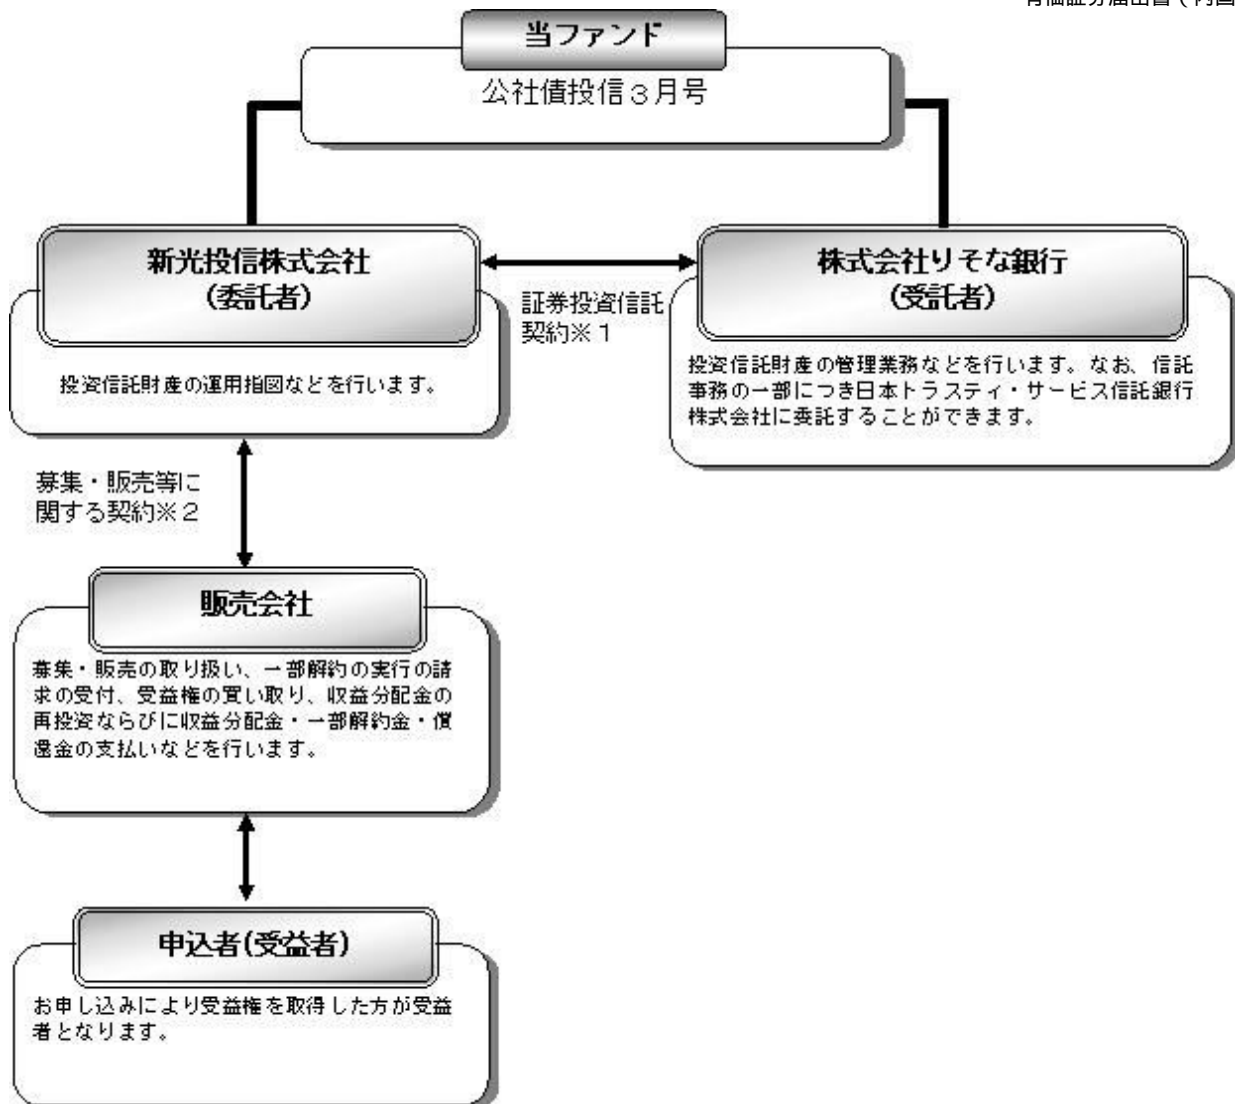 当ファンド
公社債投信３月号
新光投信株式会社
(委託者)
投資信託財産の運用指図などを行います。
証券投資信託
契約※１
株式会社りそな銀行
(受託者)
投資信託財産の管理業務などを行います。なお、信託
事務の一部につき日本トラスティ・サービス信託銀行
株式会社に委託することができます。
募集・販売等に
関する契約※２
販売会社
募集・販売の取り扱い、一部解約の実行の請
求の受付、受益権の買い取り、収益分配金の
再投資ならびに収益分配金・一部解約金・償
還金の支払いなどを行います。
申込者(受益者)
お申し込みにより受益権を取得した方が受益
者となります。